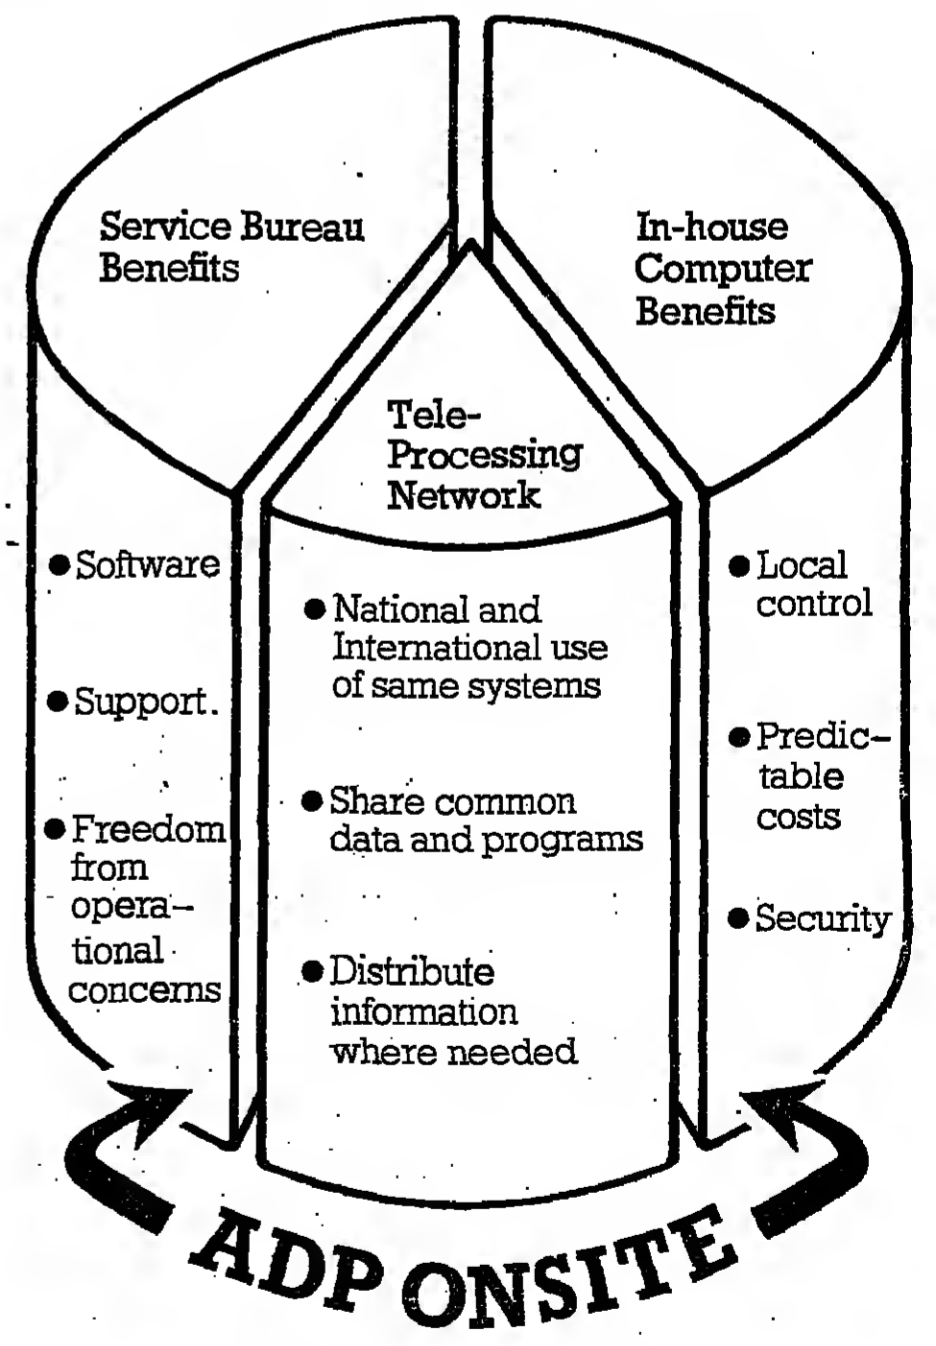 Service Bureau
Benefits
In-house
Computer
Benefits
Tele-
Processing
Network
● Software
● Support.
● Freedom
from
opera-
tional
concerns
● National and
International use
of same systems
● Share common
data and programs
● Distribute
information
where needed
● Local
control
● Predic-
table
costs
● Security
ADP ONSITE